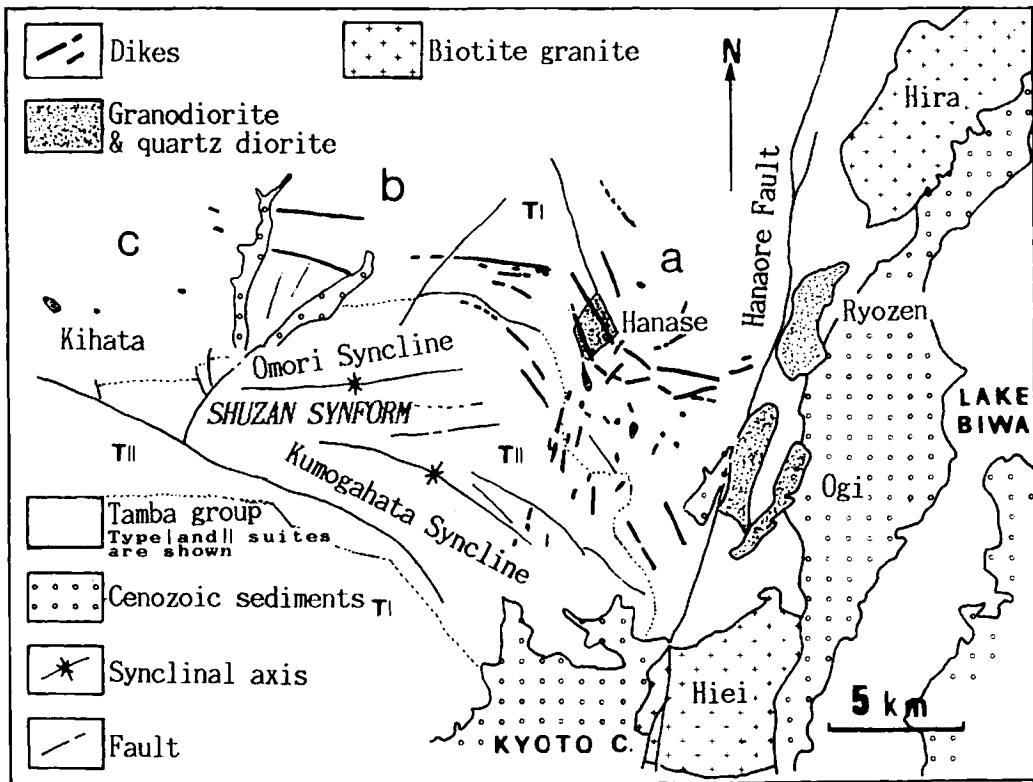 Dikes
Biotite granite
Granodiorite
& quartz diorite
N
Hira
Hanaore Fault
b
TI
c
a
Ryozen
Kihata
Hanase
Omori Syncline
SHUZAN SYNFORM
LAKE
BIWA
TII
TII
Kumogahata Syncline
Ogi
Tamba group
Type I and II suites
are shown
Cenozoic sediments
TI
Synclinal axis
Hiei
5 km
Fault
KYOTO C.